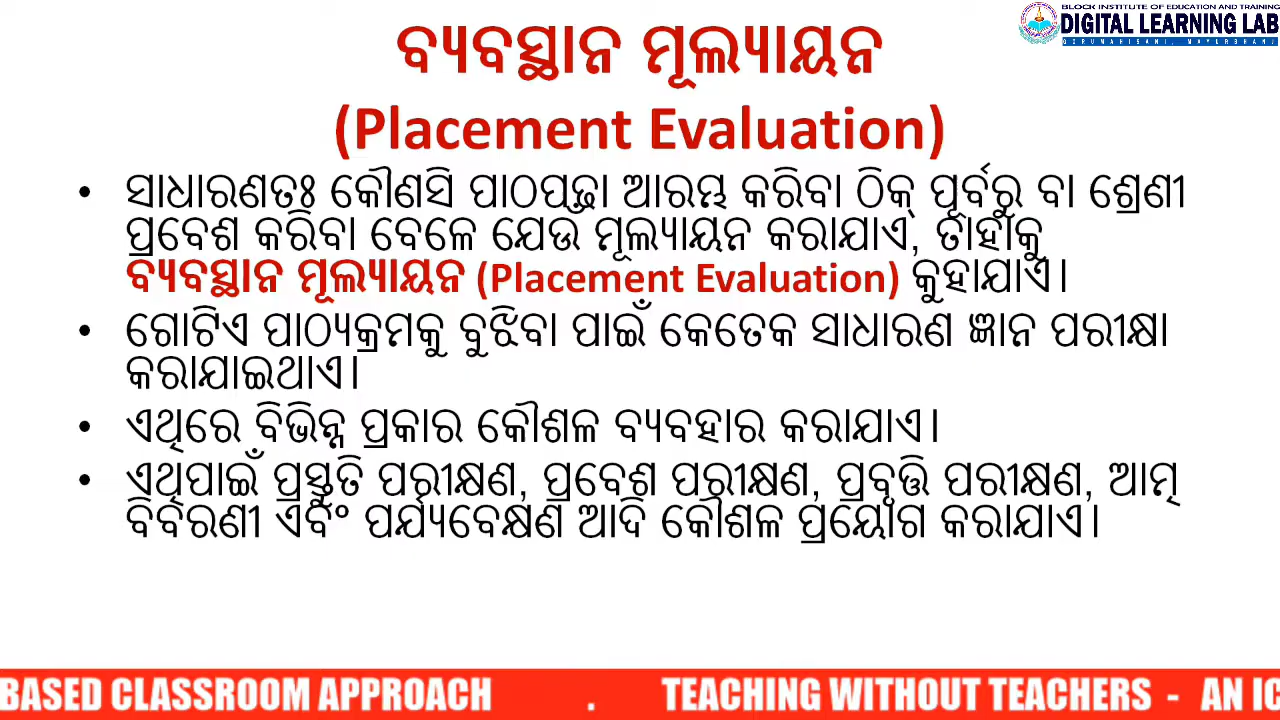 BLOCK INSTITUTE OF EDUCATION AND TRAINING
DIGITAL LEARNING LAB
GORUMAHISANI, MAYURBHANJ
ବ୍ୟବସ୍ଥାନ ମୂଲ୍ୟାୟନ
(Placement Evaluation)
• ସାଧାରଣତଃ କୌଣସି ପାଠପଢ଼ା ଆରମ୍ଭ କରିବା ଠିକ୍ ପୂର୍ବରୁ ବା ଶ୍ରେଣୀ
ପ୍ରବେଶ କରିବା ବେଳେ ଯେଉଁ ମୂଲ୍ୟାୟନ କରାଯାଏ, ତାହାକୁ
ବ୍ୟବସ୍ଥାନ ମୂଲ୍ୟାୟନ (Placement Evaluation) କୁହାଯାଏ।
• ଗୋଟିଏ ପାଠ୍ୟକ୍ରମକୁ ବୁଝିବା ପାଇଁ କେତେକ ସାଧାରଣ ଜ୍ଞାନ ପରୀକ୍ଷା
କରାଯାଇଥାଏ।
• ଏଥିରେ ବିଭିନ୍ନ ପ୍ରକାର କୌଶଳ ବ୍ୟବହାର କରାଯାଏ।
• ଏଥିପାଇଁ ପ୍ରସ୍ତୁତି ପରୀକ୍ଷଣ, ପ୍ରବେଶ ପରୀକ୍ଷଣ, ପ୍ରବୃତ୍ତି ପରୀକ୍ଷଣ, ଆତ୍ମ
ବିବରଣୀ ଏବଂ ପର୍ଯ୍ୟବେକ୍ଷଣ ଆଦି କୌଶଳ ପ୍ରୟୋଗ କରାଯାଏ।
BASED CLASSROOM APPROACH . TEACHING WITHOUT TEACHERS - AN IC